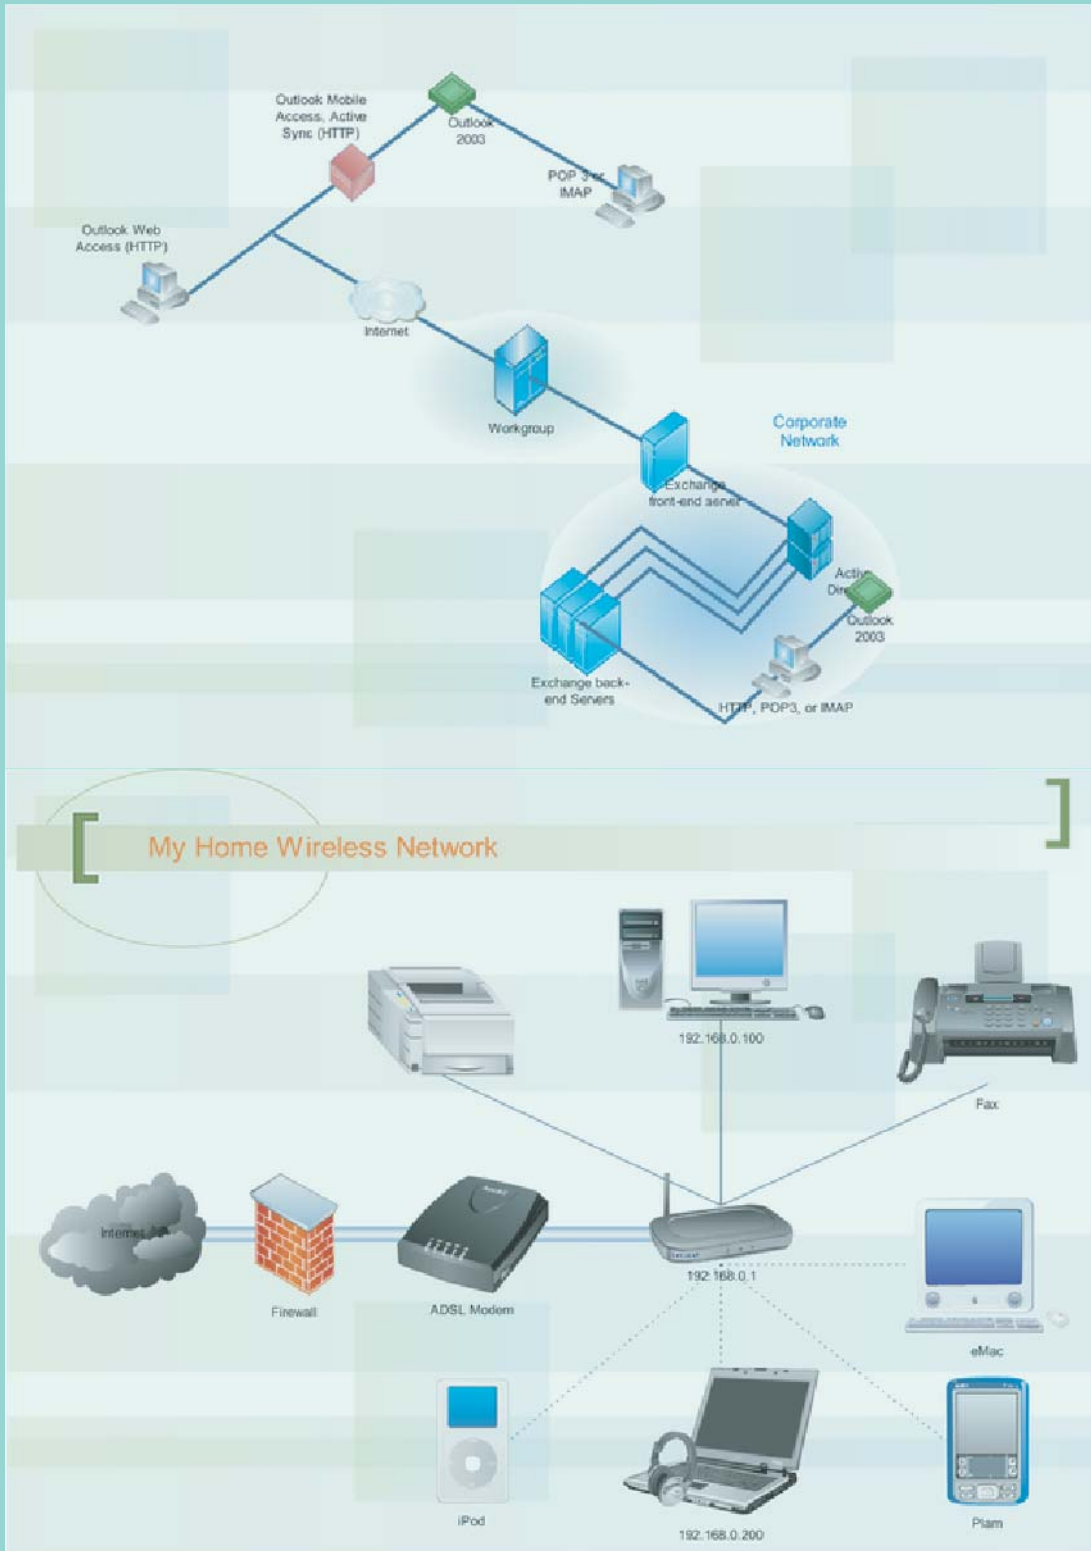 Outlook Mobile
Access, Active
Sync (HTTP)
Outlook
2003
POP 3 or
IMAP
Outlook Web
Access (HTTP)
Internet
Workgroup
Corporate
Network
Exchange
front-end server
Active
Outlook
2003
Exchange back-
end Servers
HTTP, POP3, or IMAP
My Home Wireless Network
192.168.0.100
Fax
Internet
Firewall
ADSL Modem
192.168.0.1
eMac
iPod
192.168.0.200
Plam